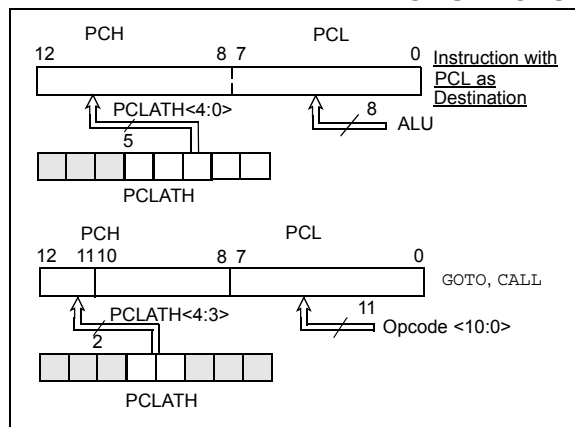 PCH PCL
12 8 7 0
Instruction with
PCL as
Destination
PCLATH<4:0>
8
5
ALU
PCLATH
PCH PCL
12 11 10 8 7 0
GOTO, CALL
PCLATH<4:3>
11
2
Opcode <10:0>
PCLATH